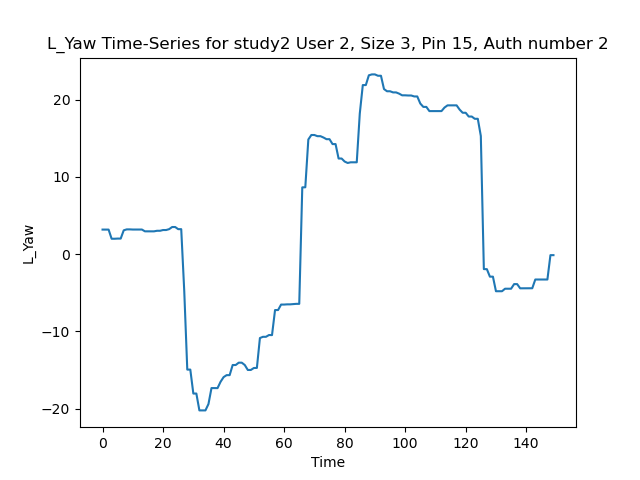 L_Yaw Time-Series for study2 User 2, Size 3, Pin 15, Auth number 2
20
10
0
−10
−20
L_Yaw
0 20 40 60 80 100 120 140
Time